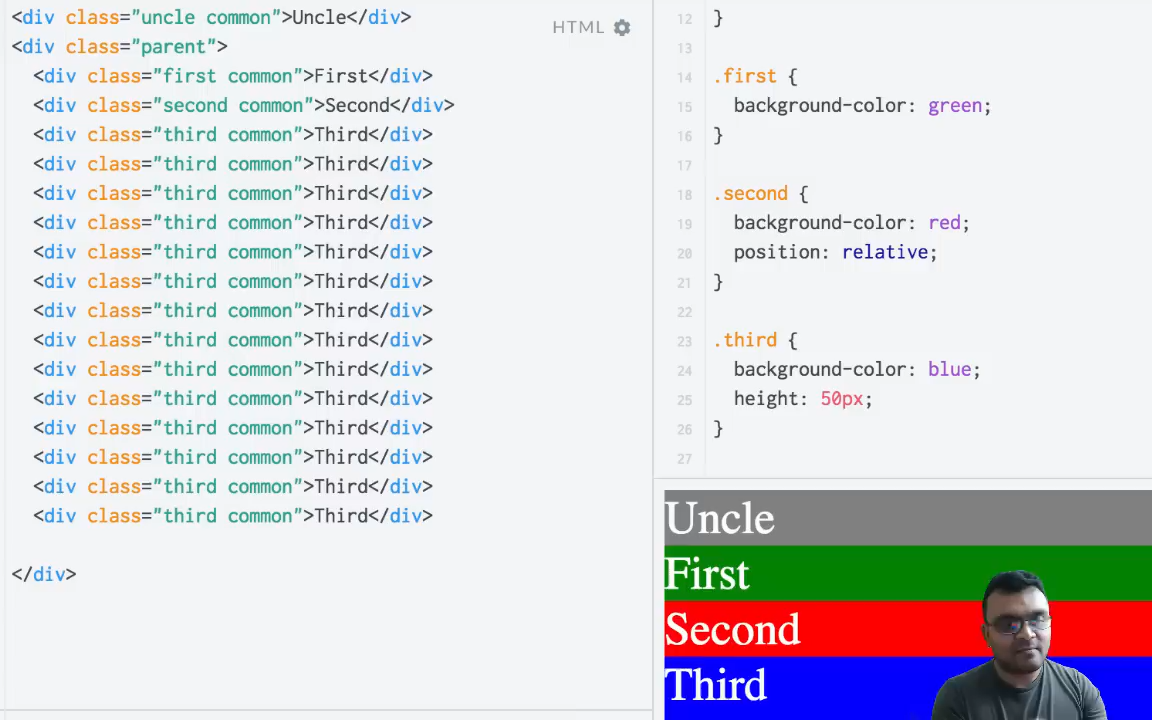 <div class="uncle common">Uncle</div>
<div class="parent">
<div class="first common">First</div>
<div class="second common">Second</div>
<div class="third common">Third</div>
<div class="third common">Third</div>
<div class="third common">Third</div>
<div class="third common">Third</div>
<div class="third common">Third</div>
<div class="third common">Third</div>
<div class="third common">Third</div>
<div class="third common">Third</div>
<div class="third common">Third</div>
<div class="third common">Third</div>
<div class="third common">Third</div>
<div class="third common">Third</div>
<div class="third common">Third</div>
<div class="third common">Third</div>
</div>
HTML
12 }
13
14 .first {
15 background-color: green;
16 }
17
18 .second {
19 background-color: red;
20 position: relative;
21 }
22
23 .third {
24 background-color: blue;
25 height: 50px;
26 }
27
Uncle
First
Second
Third